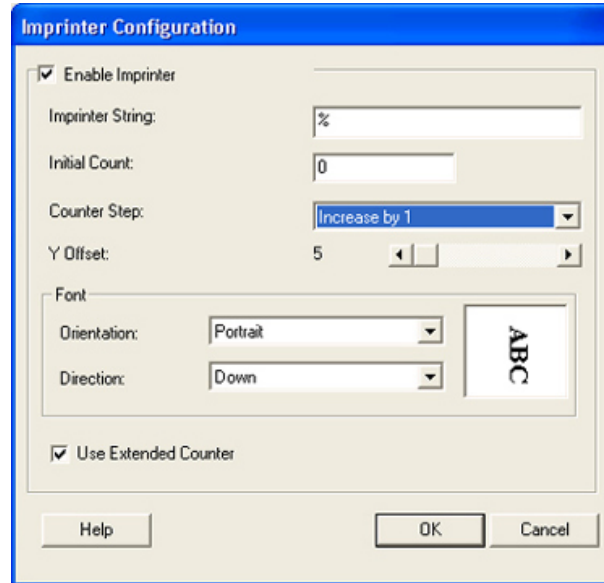 Imprinter Configuration
Enable Imprinter
Imprinter String: %
Initial Count: 0
Counter Step: Increase by 1
Y Offset: 5
Font
Orientation: Portrait
Direction: Down
ABC
Use Extended Counter
Help OK Cancel